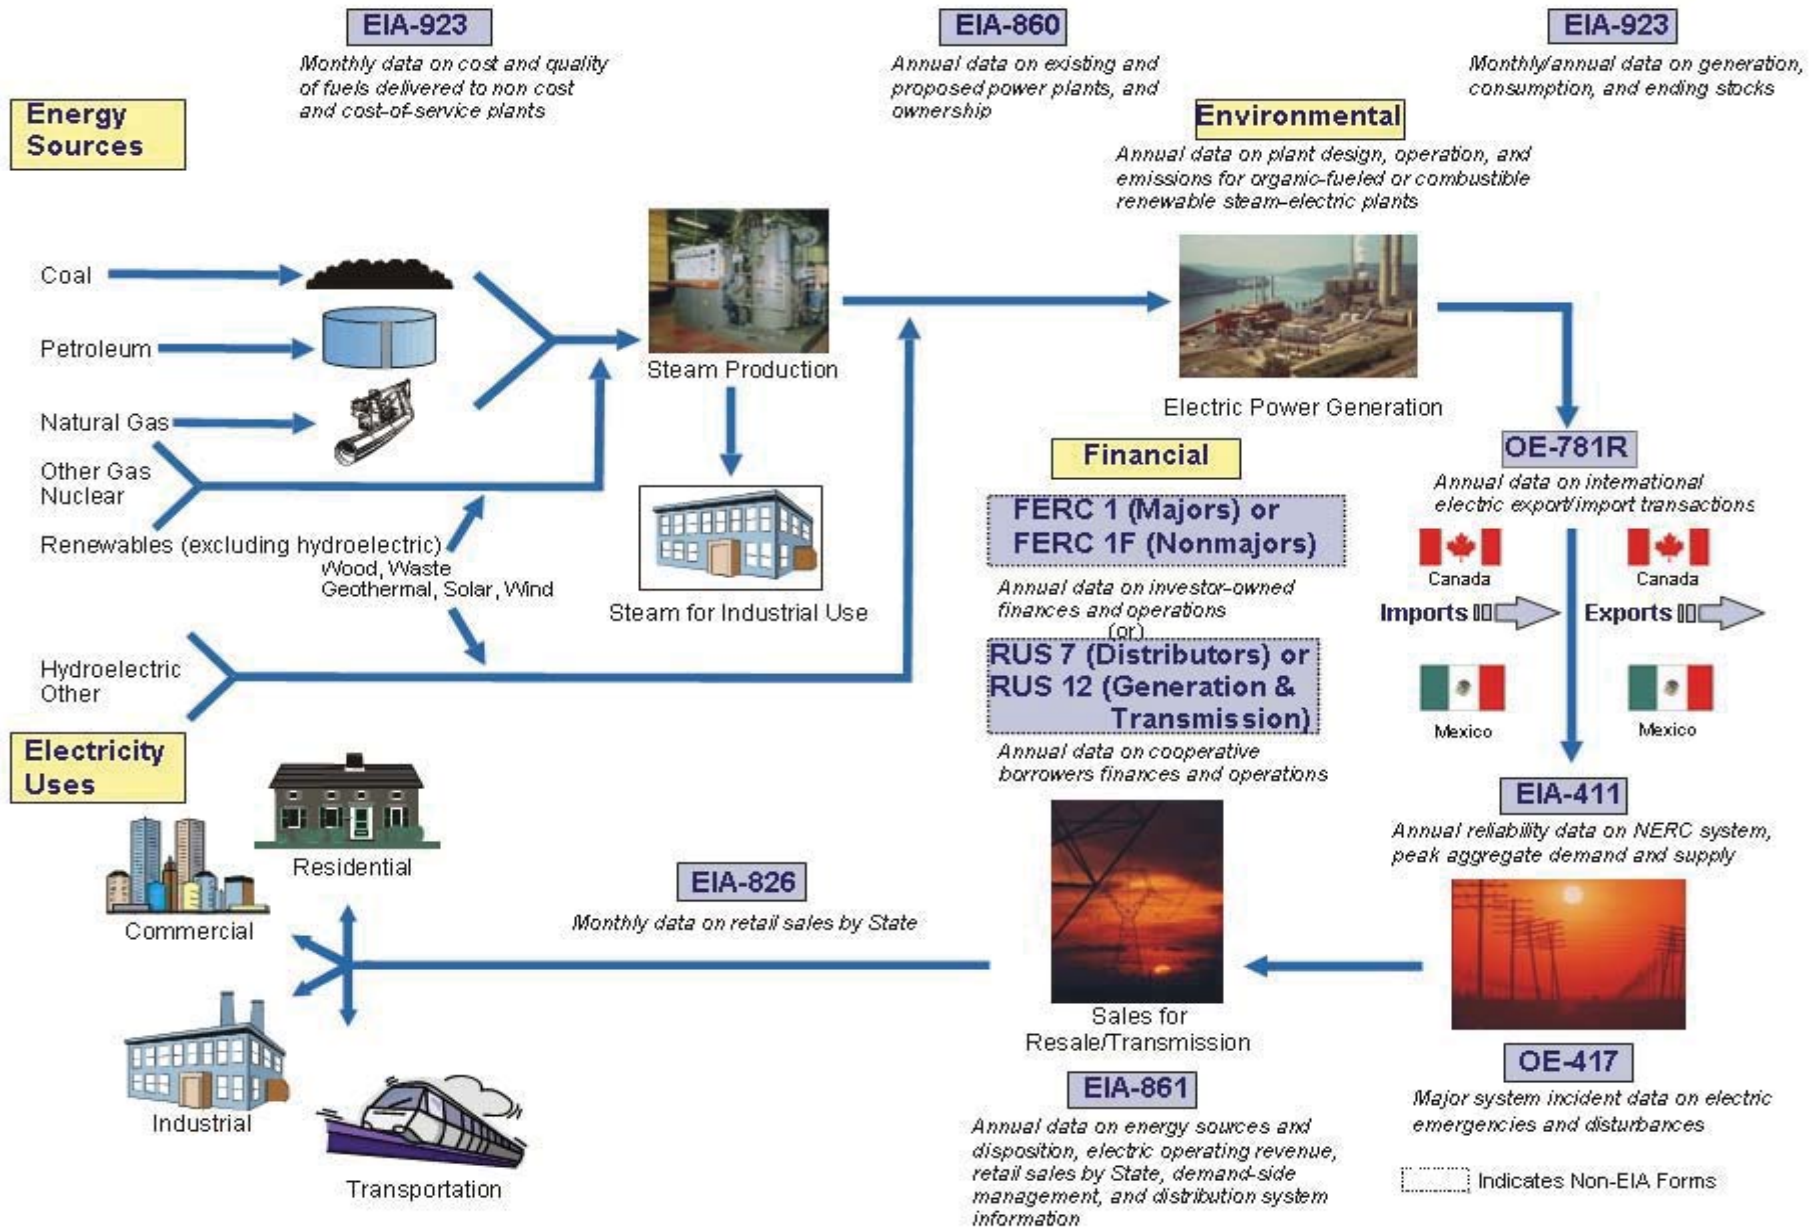 EIA-923
Monthly data on cost and quality
of fuels delivered to non cost
and cost-of-service plants
EIA-860
Annual data on existing and
proposed power plants, and
ownership
EIA-923
Monthly/annual data on generation,
consumption, and ending stocks
Energy
Sources
Environmental
Annual data on plant design, operation, and
emissions for organic-fueled or combustible
renewable steam-electric plants
Coal
Petroleum
Natural Gas
Other Gas
Nuclear
Renewables (excluding hydroelectric)
Wood, Waste
Geothermal, Solar, Wind
Hydroelectric
Other
Steam Production
Steam for Industrial Use
Electric Power Generation
Financial
FERC 1 (Majors) or
FERC 1F (Nonmajors)
Annual data on investor-owned
finances and operations
(or)
RUS 7 (Distributors) or
RUS 12 (Generation &
Transmission)
Annual data on cooperative
borrowers finances and operations
OE-781R
Annual data on international
electric export/import transactions
Canada
Canada
Imports
Exports
Mexico
Mexico
EIA-411
Annual reliability data on NERC system,
peak aggregate demand and supply
OE-417
Major system incident data on electric
emergencies and disturbances
Indicates Non-EIA Forms
Sales for
Resale/Transmission
EIA-861
Annual data on energy sources and
disposition, electric operating revenue,
retail sales by State, demand-side
management, and distribution system
information
EIA-826
Monthly data on retail sales by State
Electricity
Uses
Residential
Commercial
Industrial
Transportation